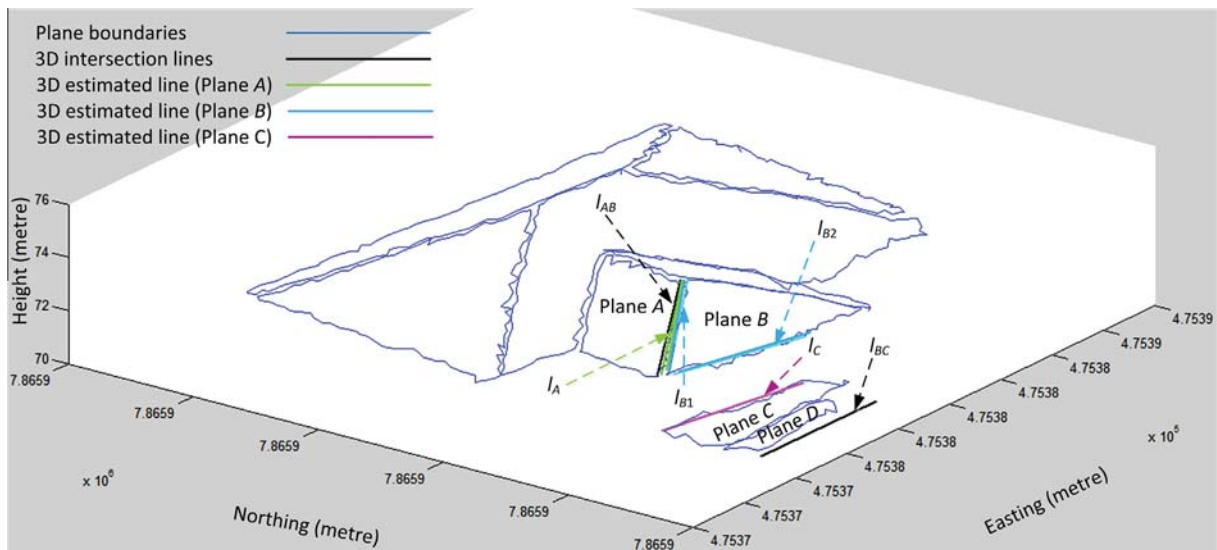 Plane boundaries
3D intersection lines
3D estimated line (Plane A)
3D estimated line (Plane B)
3D estimated line (Plane C)
76
74
72
70
Height (metre)
l_AB
l_B2
Plane A
Plane B
l_A
l_B1
l_C
l_BC
Plane C
Plane D
7.8659
7.8659
7.8659
7.8659
7.8659
7.8659
x 10^6
Northing (metre)
4.7537
4.7537
4.7537
4.7538
4.7538
4.7538
4.7538
4.7538
4.7539
4.7539
x 10^5
Easting (metre)